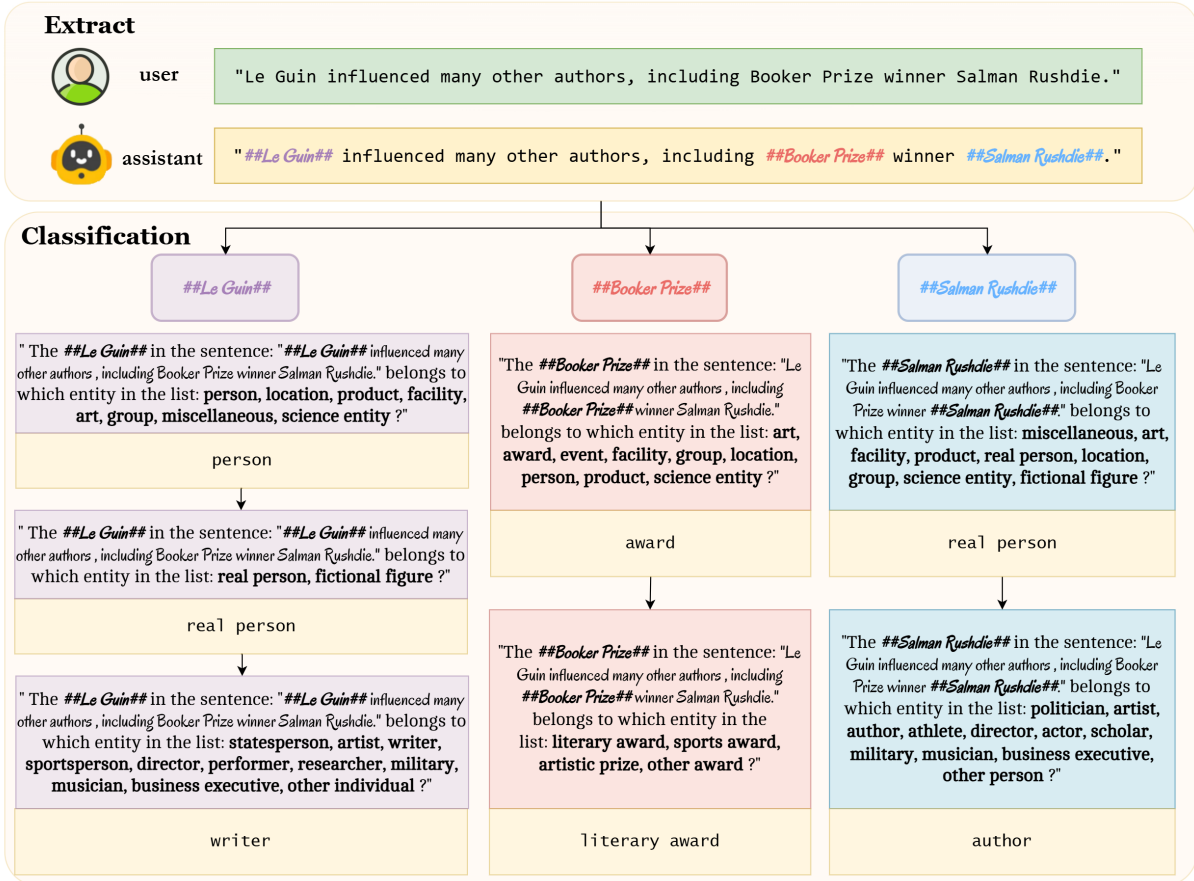 Extract
user
"Le Guin influenced many other authors, including Booker Prize winner Salman Rushdie."
assistant
"##Le Guin## influenced many other authors, including ##Booker Prize## winner ##Salman Rushdie##."
Classification
##Le Guin##
##Booker Prize##
##Salman Rushdie##
" The ##Le Guin## in the sentence: "##Le Guin## influenced many
other authors , including Booker Prize winner Salman Rushdie." belongs to
which entity in the list: person, location, product, facility,
art, group, miscellaneous, science entity ?"
person
" The ##Le Guin## in the sentence: "##Le Guin## influenced many
other authors , including Booker Prize winner Salman Rushdie." belongs to
which entity in the list: real person, fictional figure ?"
real person
" The ##Le Guin## in the sentence: "##Le Guin## influenced many
other authors , including Booker Prize winner Salman Rushdie." belongs to
which entity in the list: statesperson, artist, writer,
sportsperson, director, performer, researcher, military,
musician, business executive, other individual ?"
writer
"The ##Booker Prize## in the sentence: "Le
Guin influenced many other authors , including
##Booker Prize## winner Salman Rushdie."
belongs to which entity in the list: art,
award, event, facility, group, location,
person, product, science entity ?"
award
"The ##Booker Prize## in the sentence: "Le
Guin influenced many other authors , including
##Booker Prize## winner Salman Rushdie."
belongs to which entity in the
list: literary award, sports award,
artistic prize, other award ?"
literary award
"The ##Salman Rushdie## in the sentence: "Le
Guin influenced many other authors , including Booker
Prize winner ##Salman Rushdie##." belongs to
which entity in the list: miscellaneous, art,
facility, product, real person, location,
group, science entity, fictional figure ?"
real person
"The ##Salman Rushdie## in the sentence: "Le
Guin influenced many other authors , including Booker
Prize winner ##Salman Rushdie##." belongs to
which entity in the list: politician, artist,
author, athlete, director, actor, scholar,
military, musician, business executive,
other person ?"
author